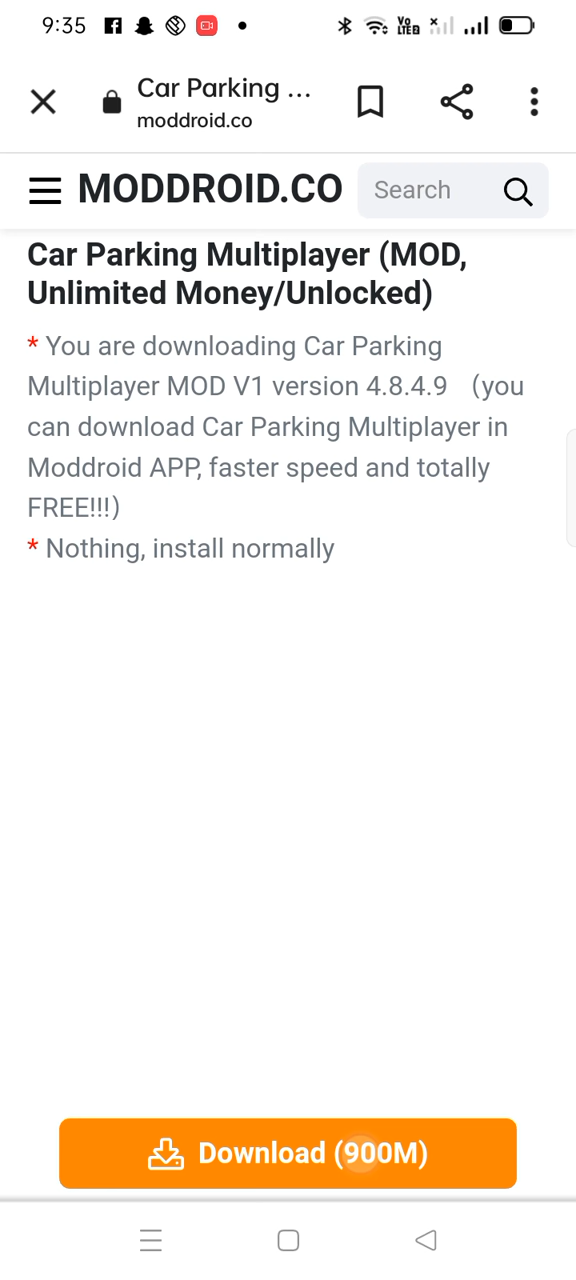 9:35
Vo LTE2
Car Parking ...
moddroid.co
MODDROID.CO
Search
Car Parking Multiplayer (MOD,
Unlimited Money/Unlocked)
* You are downloading Car Parking
Multiplayer MOD V1 version 4.8.4.9 (you
can download Car Parking Multiplayer in
Moddroid APP, faster speed and totally
FREE!!!)
* Nothing, install normally
Download (900M)